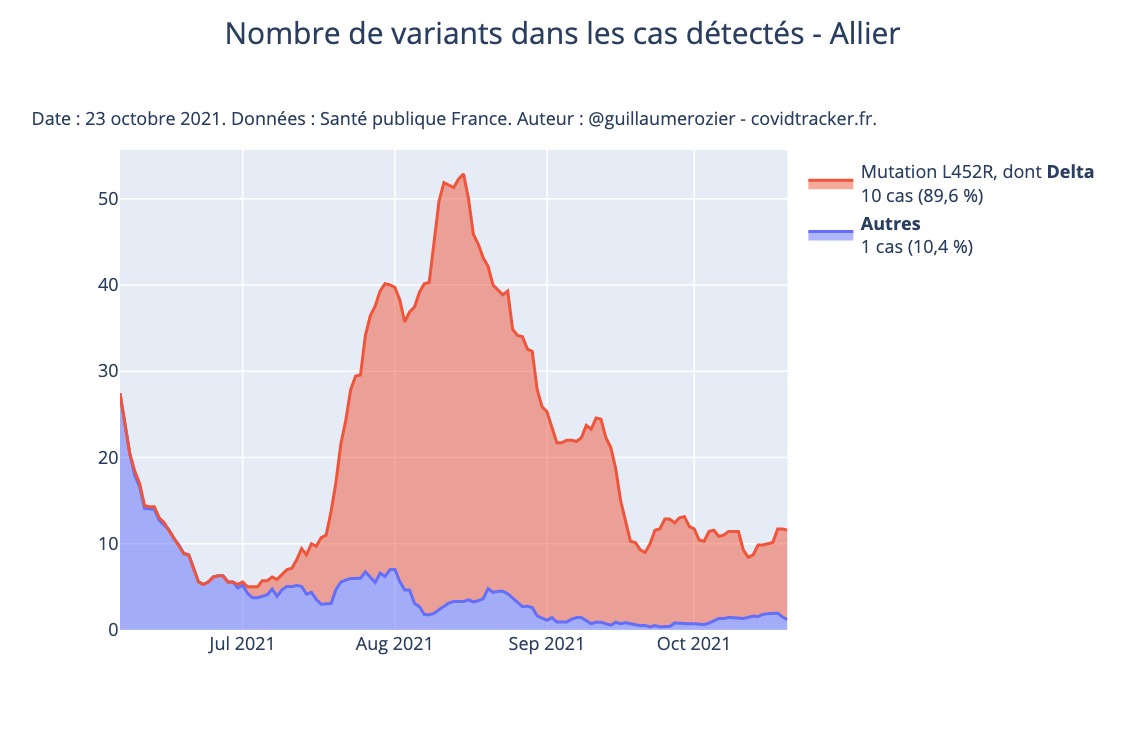 Nombre de variants dans les cas détectés - Allier
Date : 23 octobre 2021. Données : Santé publique France. Auteur : @guillaumerozier - covidtracker.fr.
Mutation L452R, dont Delta
10 cas (89,6 %)
Autres
1 cas (10,4 %)
50
40
30
20
10
0
Jul 2021
Aug 2021
Sep 2021
Oct 2021